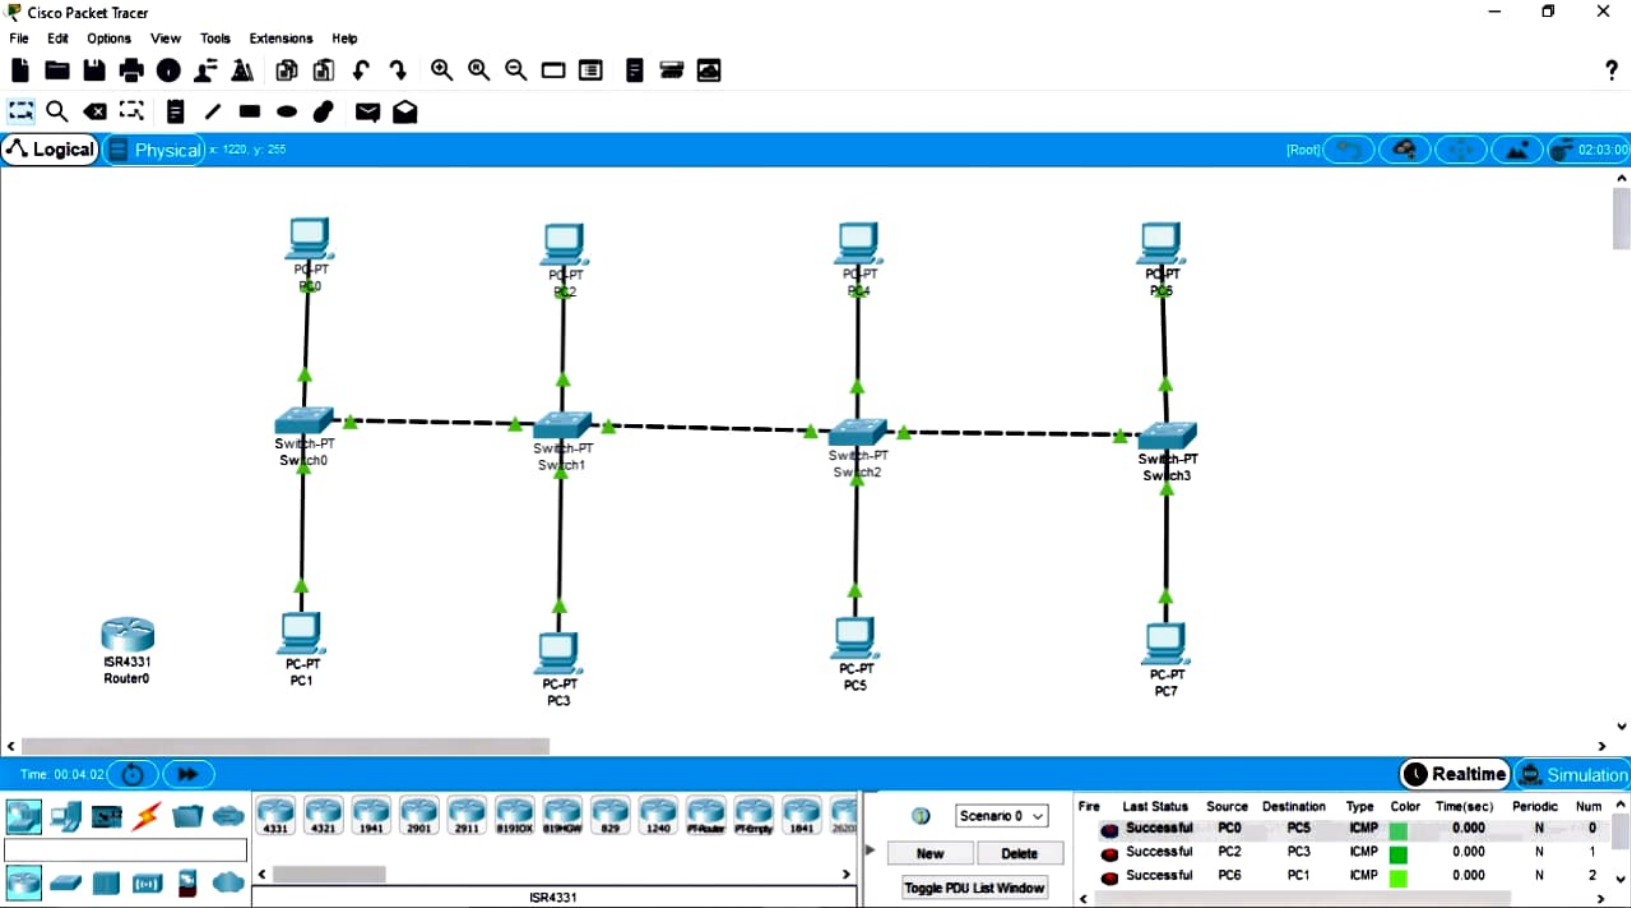 Cisco Packet Tracer
File Edit Options View Tools Extensions Help
?
Logical Physical x: 1220, y: 255 [Root] 02:03:00
PC-PT
PC0
PC-PT
PC2
PC-PT
PC4
PC-PT
PC6
Switch-PT
Switch0
Switch-PT
Switch1
Switch-PT
Switch2
Switch-PT
Switch3
ISR4331
Router0
PC-PT
PC1
PC-PT
PC3
PC-PT
PC5
PC-PT
PC7
Time: 00:04:02 Realtime Simulation
4331 4321 1941 2901 2911 819IOX 819HGW 829 1240 PT-Router PT-Empty 1841
ISR4331
Scenario 0
New Delete
Toggle PDU List Window
Fire Last Status Source Destination Type Color Time(sec) Periodic Num
Successful PC0 PC5 ICMP 0.000 N 0
Successful PC2 PC3 ICMP 0.000 N 1
Successful PC6 PC1 ICMP 0.000 N 2